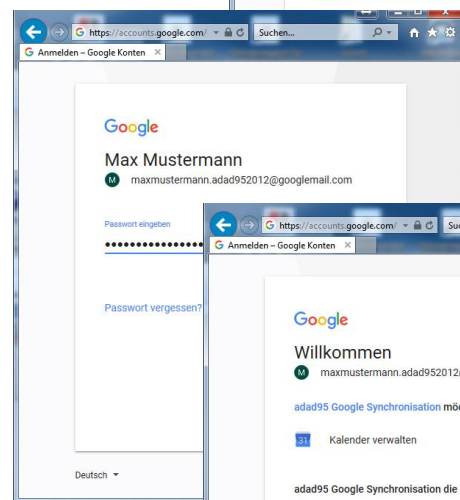 https://accounts.google.com/
Suchen...
Anmelden – Google Konten
Google
Max Mustermann
M maxmustermann.adad952012@googlemail.com
Passwort eingeben
Passwort vergessen?
Deutsch
https://accounts.google.com/
Anmelden – Google Konten
Google
Willkommen
M maxmustermann.adad952012
adad95 Google Synchronisation
31 Kalender verwalten
adad95 Google Synchronisation die